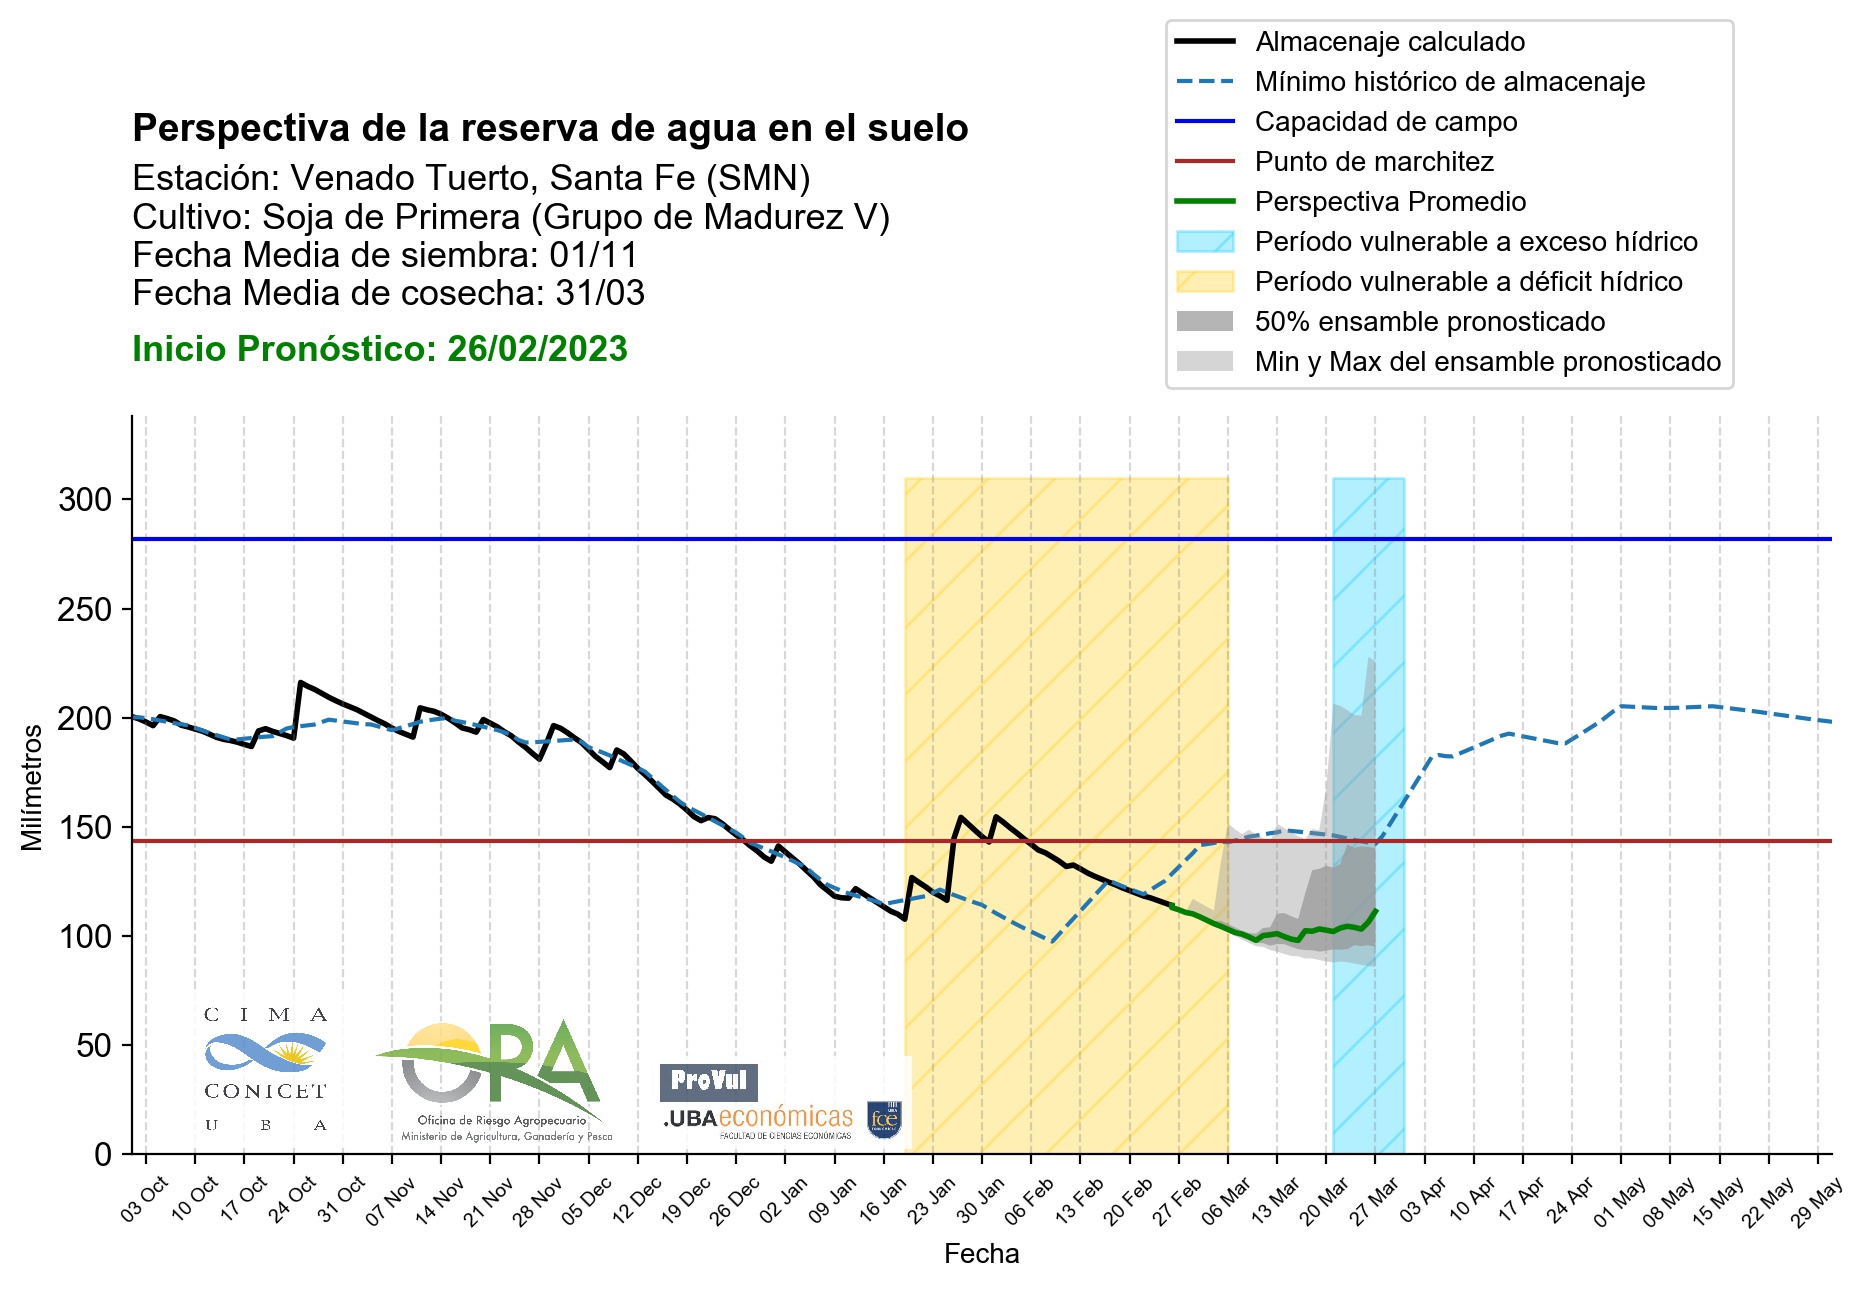 Almacenaje calculado
Mínimo histórico de almacenaje
Capacidad de campo
Punto de marchitez
Perspectiva Promedio
Período vulnerable a exceso hídrico
Período vulnerable a déficit hídrico
50% ensamble pronosticado
Min y Max del ensamble pronosticado
Perspectiva de la reserva de agua en el suelo
Estación: Venado Tuerto, Santa Fe (SMN)
Cultivo: Soja de Primera (Grupo de Madurez V)
Fecha Media de siembra: 01/11
Fecha Media de cosecha: 31/03
Inicio Pronóstico: 26/02/2023
Milímetros
300
250
200
150
100
50
0
CIMA
CONICET
UBA
ORA
Oficina de Riesgo Agropecuario
Ministerio de Agricultura, Ganadería y Pesca
ProVul
.UBAeconómicas
FACULTAD DE CIENCIAS ECONÓMICAS
UBA
fce
ECONÓMICAS
03 Oct
10 Oct
17 Oct
24 Oct
31 Oct
07 Nov
14 Nov
21 Nov
28 Nov
05 Dec
12 Dec
19 Dec
26 Dec
02 Jan
09 Jan
16 Jan
23 Jan
30 Jan
06 Feb
13 Feb
20 Feb
27 Feb
06 Mar
13 Mar
20 Mar
27 Mar
03 Apr
10 Apr
17 Apr
24 Apr
01 May
08 May
15 May
22 May
29 May
Fecha